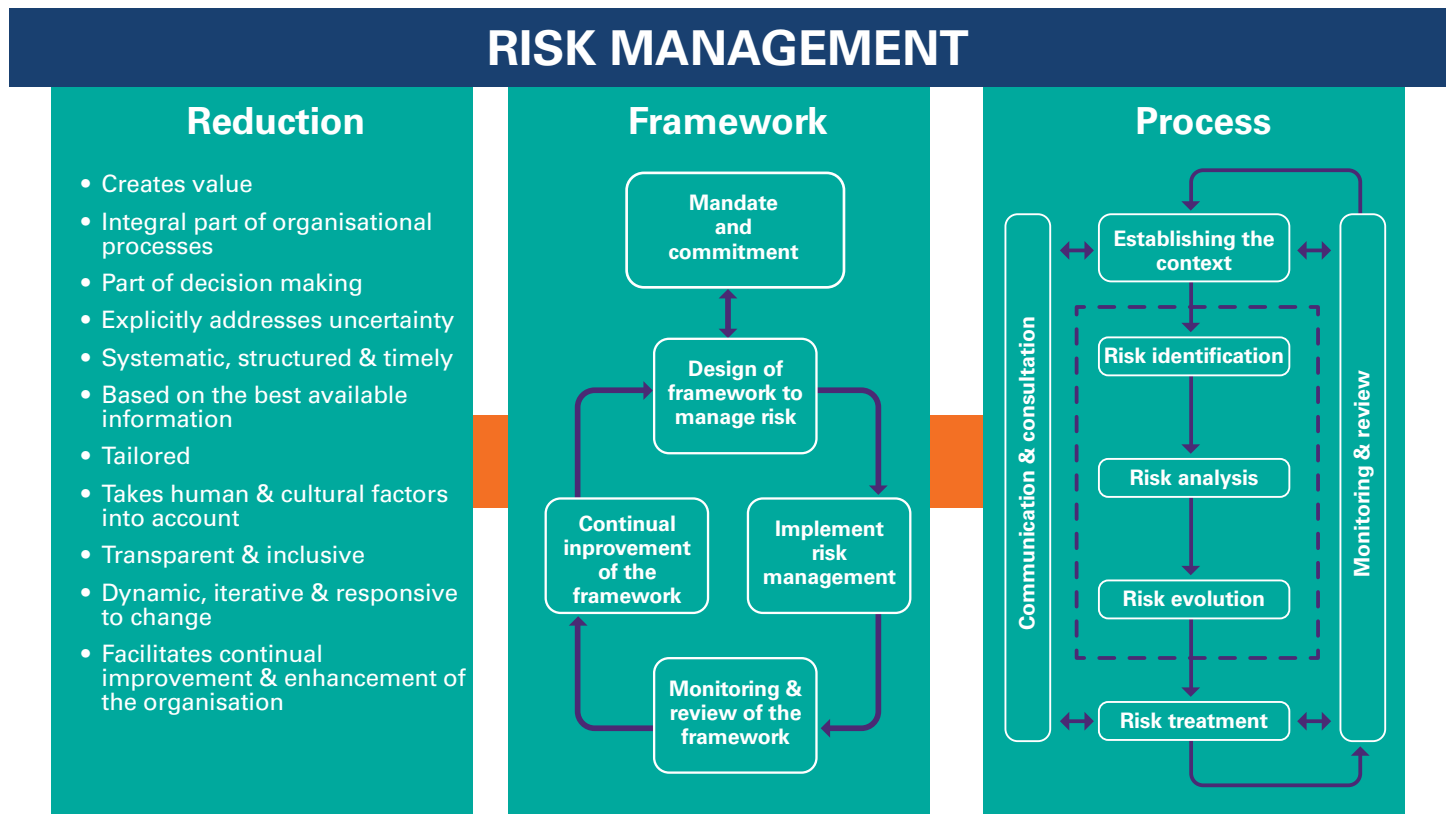 RISK MANAGEMENT
Reduction
• Creates value
• Integral part of organisational
processes
• Part of decision making
• Explicitly addresses uncertainty
• Systematic, structured & timely
• Based on the best available
information
• Tailored
• Takes human & cultural factors
into account
• Transparent & inclusive
• Dynamic, iterative & responsive
to change
• Facilitates continual
improvement & enhancement of
the organisation
Framework
Mandate
and
commitment
Design of
framework to
manage risk
Continual
inprovement
of the
framework
Implement
risk
management
Monitoring &
review of the
framework
Process
Communication & consultation
Establishing the
context
Risk identification
Risk analysis
Risk evolution
Risk treatment
Monitoring & review